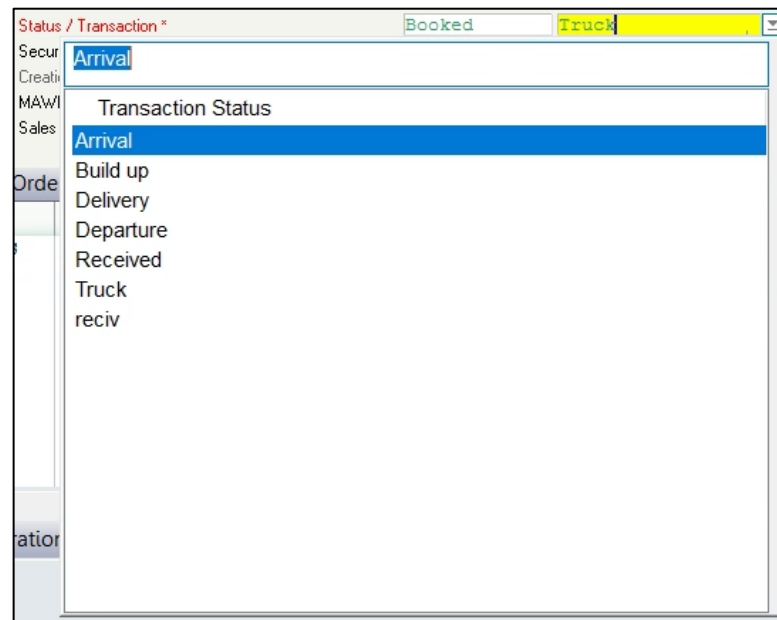 Status / Transaction * Booked Truck
Secur
Creati
MAWI
Sales
Orde
ration
Arrival
Transaction Status
Arrival
Build up
Delivery
Departure
Received
Truck
reciv